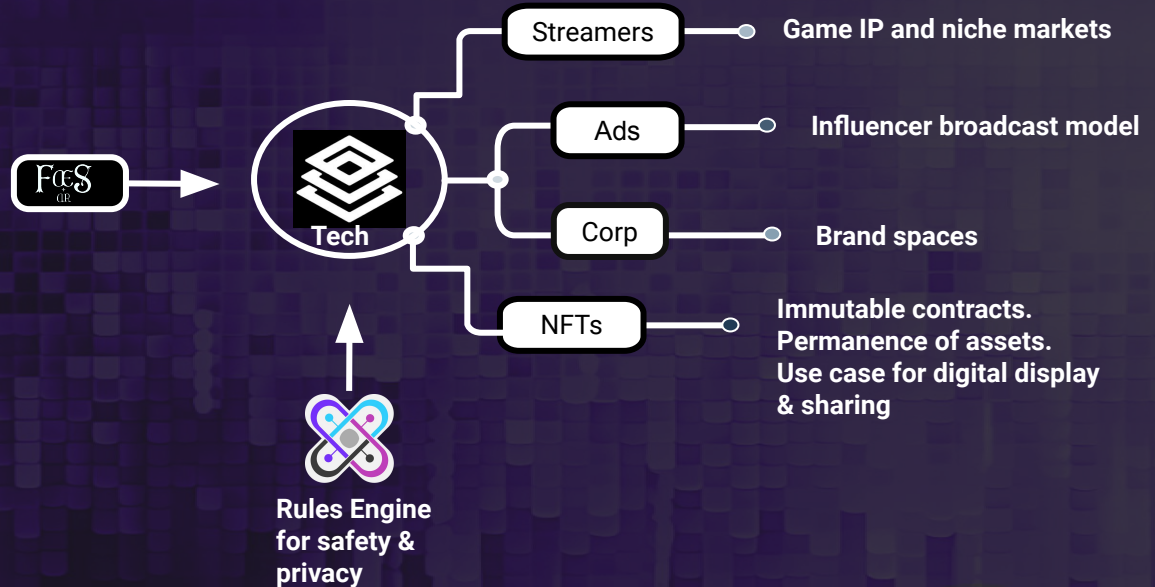 Streamers
Game IP and niche markets
Ads
Influencer broadcast model
FœS
Tech
Corp
Brand spaces
NFTs
Immutable contracts.
Permanence of assets.
Use case for digital display
& sharing
Rules Engine
for safety &
privacy